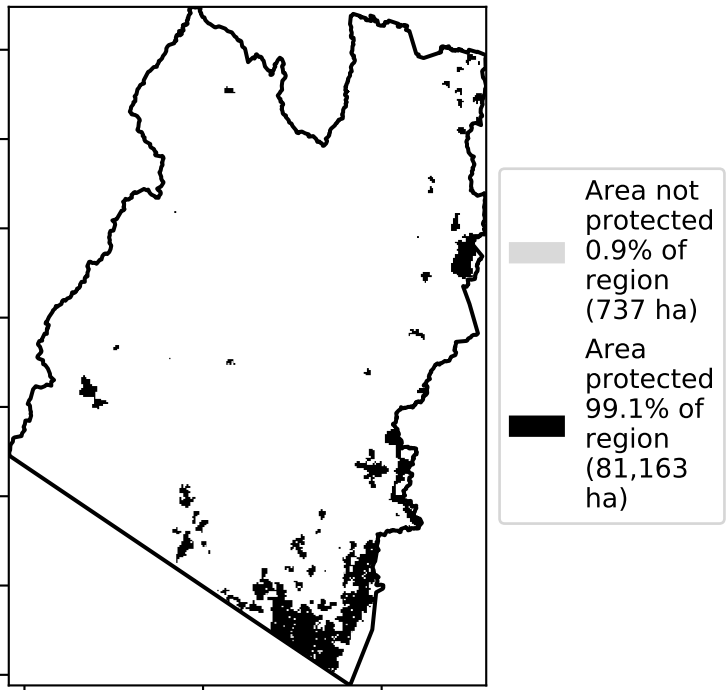 Area not
protected
0.9% of
region
(737 ha)
Area
protected
99.1% of
region
(81,163
ha)